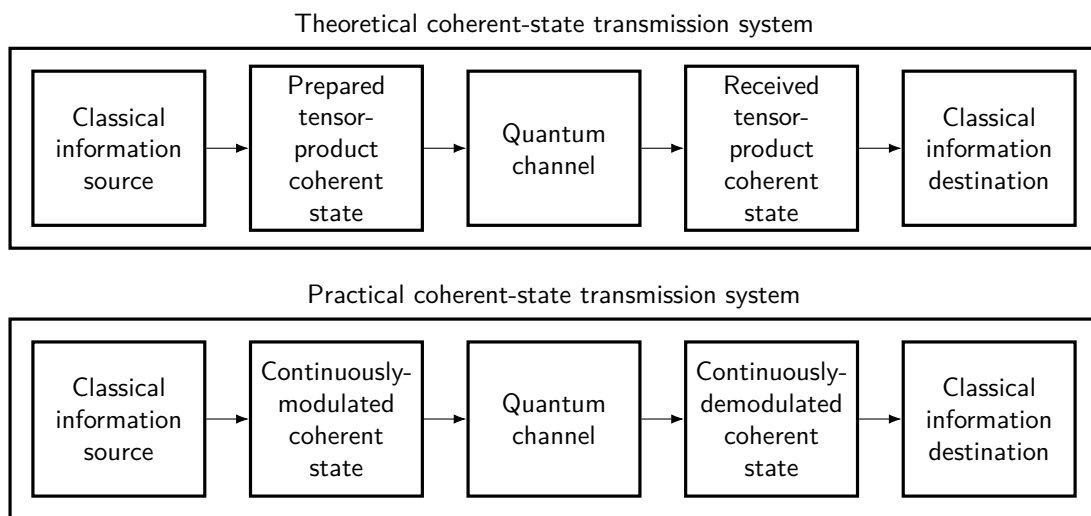 Theoretical coherent-state transmission system
Classical
information
source
Prepared
tensor-
product
coherent
state
Quantum
channel
Received
tensor-
product
coherent
state
Classical
information
destination
Practical coherent-state transmission system
Classical
information
source
Continuously-
modulated
coherent
state
Quantum
channel
Continuously-
demodulated
coherent
state
Classical
information
destination